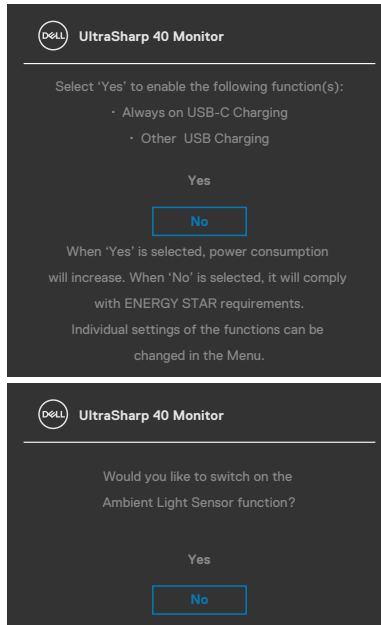 DELL UltraSharp 40 Monitor
Select ‘Yes’ to enable the following function(s):
· Always on USB-C Charging
· Other USB Charging
Yes
No
When ‘Yes’ is selected, power consumption
will increase. When ‘No’ is selected, it will comply
with ENERGY STAR requirements.
Individual settings of the functions can be
changed in the Menu.
DELL UltraSharp 40 Monitor
Would you like to switch on the
Ambient Light Sensor function?
Yes
No